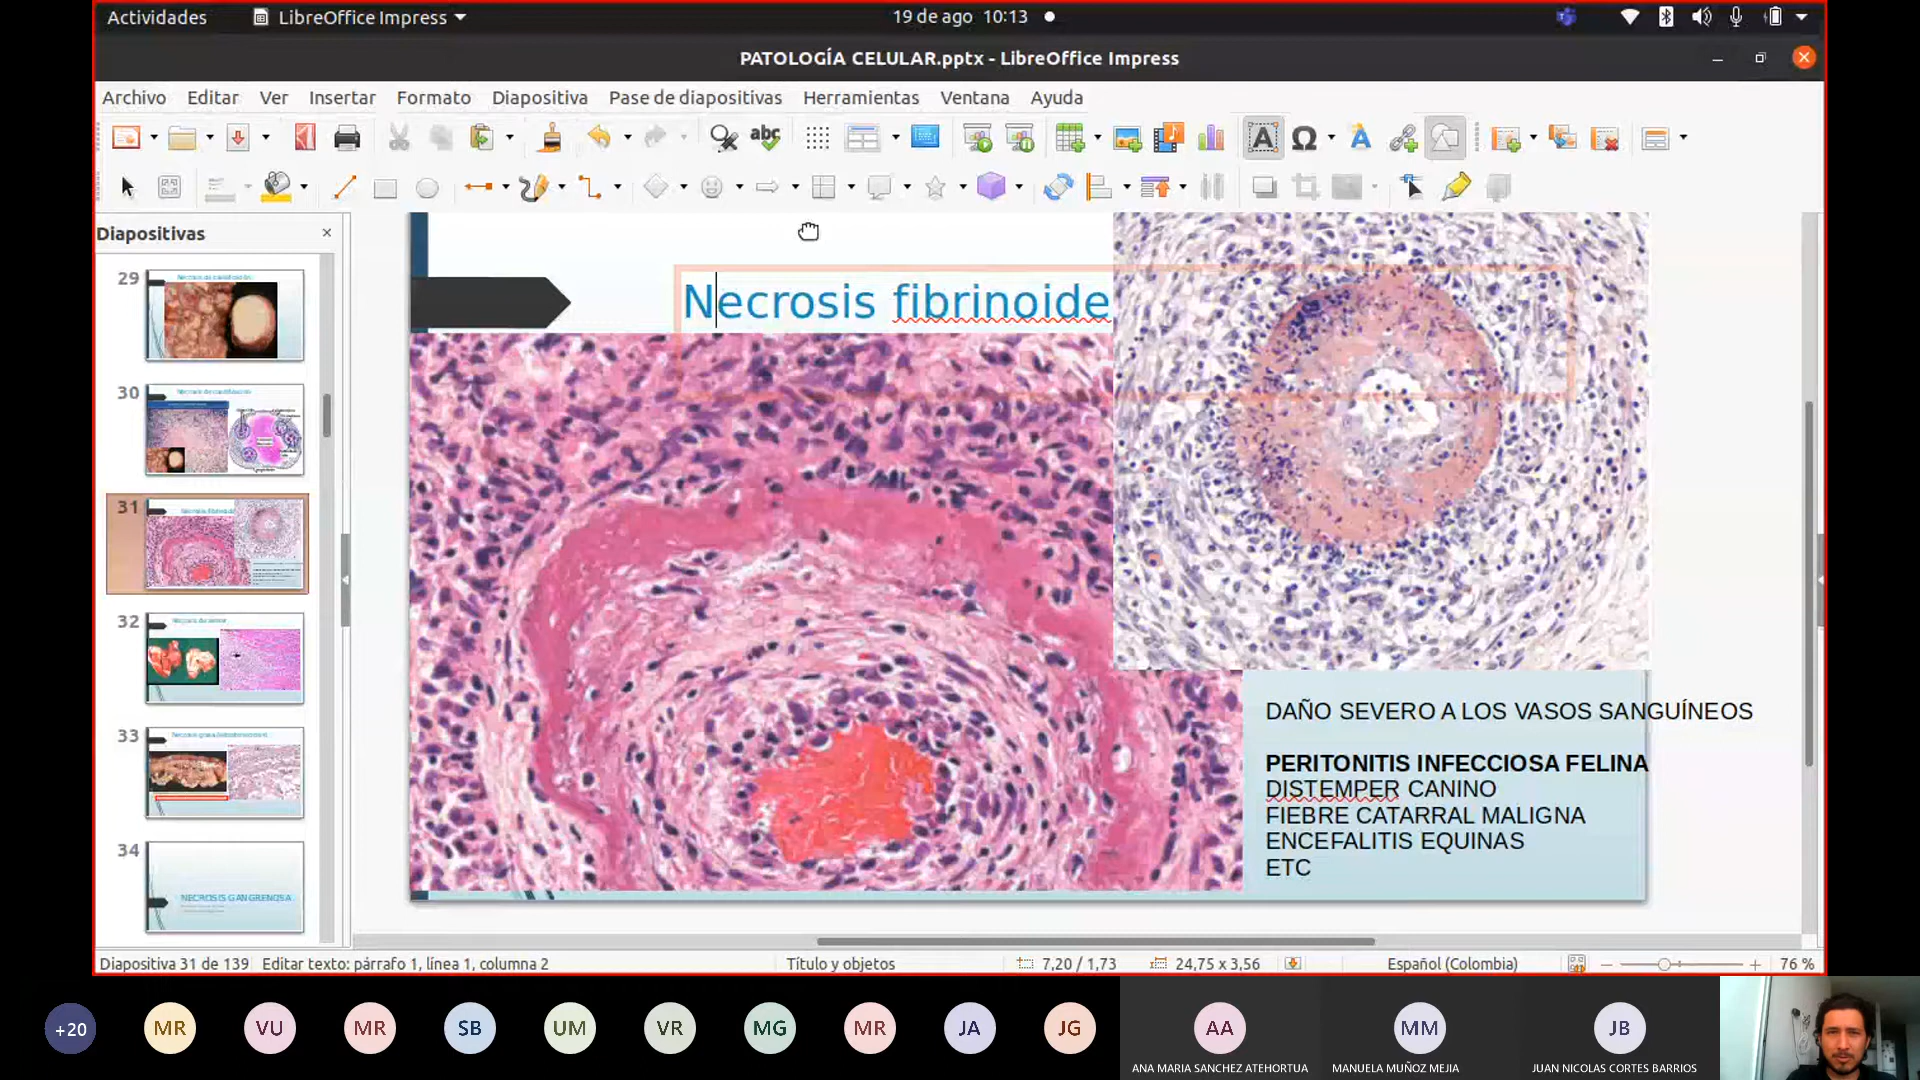 Actividades
LibreOffice Impress
19 de ago 10:13
PATOLOGÍA CELULAR.pptx - LibreOffice Impress
Archivo Editar Ver Insertar Formato Diapositiva Pase de diapositivas Herramientas Ventana Ayuda
Diapositivas
29
30
31
32
33
34
NECROSIS GANGRENOSA
Necrosis fibrinoide
DAÑO SEVERO A LOS VASOS SANGUÍNEOS
PERITONITIS INFECCIOSA FELINA
DISTEMPER CANINO
FIEBRE CATARRAL MALIGNA
ENCEFALITIS EQUINAS
ETC
Diapositiva 31 de 139
Editar texto: párrafo 1, línea 1, columna 2
Título y objetos
7,20 / 1,73
24,75 x 3,56
Español (Colombia)
76 %
+20
MR
VU
MR
SB
UM
VR
MG
MR
JA
JG
AA
MM
JB
ANA MARIA SANCHEZ ATEHORTUA
MANUELA MUÑOZ MEJIA
JUAN NICOLAS CORTES BARRIOS